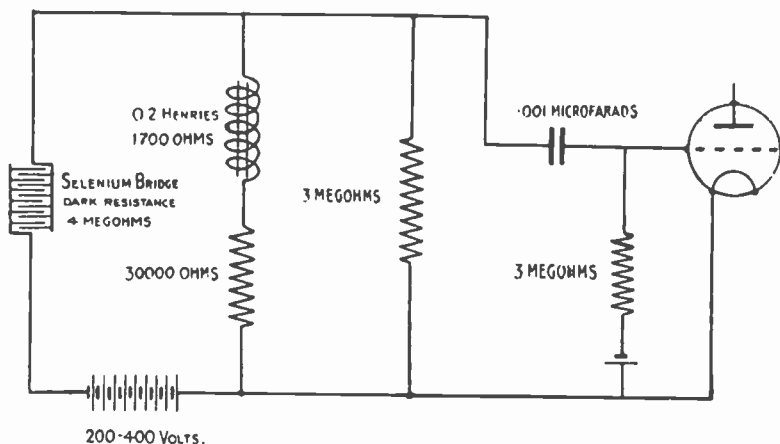 0.2 HENRIES
1700 OHMS
.001 MICROFARADS
SELENIUM BRIDGE
DARK RESISTANCE
4 MEGOHMS
3 MEGOHMS
30000 OHMS
3 MEGOHMS
200-400 VOLTS.